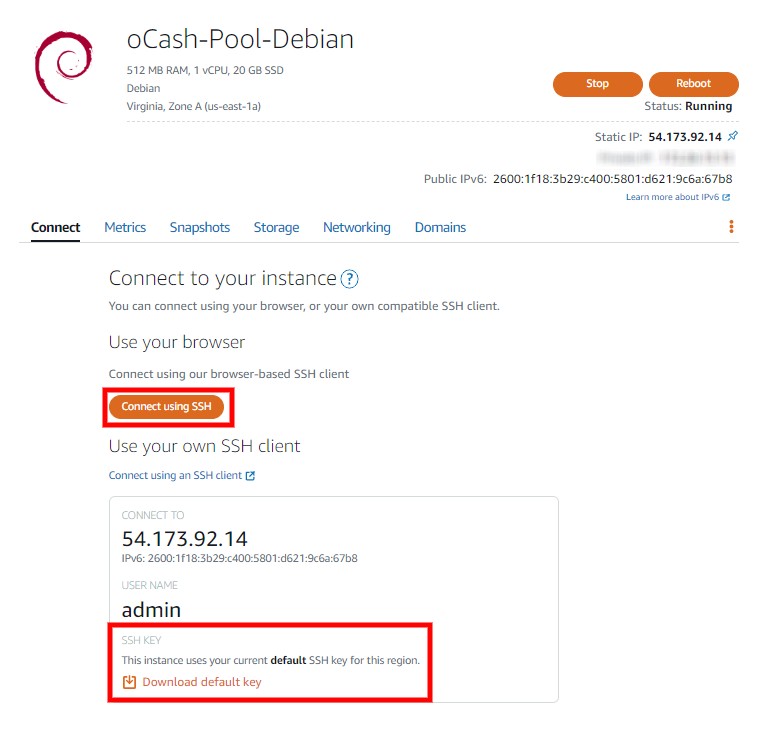 oCash-Pool-Debian
512 MB RAM, 1 vCPU, 20 GB SSD
Debian
Virginia, Zone A (us-east-1a)
Stop
Reboot
Status: Running
Static IP: 54.173.92.14
Public IPv6: 2600:1f18:3b29:c400:5801:d621:9c6a:67b8
Learn more about IPv6
Connect
Metrics
Snapshots
Storage
Networking
Domains
Connect to your instance ?
You can connect using your browser, or your own compatible SSH client.
Use your browser
Connect using our browser-based SSH client
Connect using SSH
Use your own SSH client
Connect using an SSH client
CONNECT TO
54.173.92.14
IPv6: 2600:1f18:3b29:c400:5801:d621:9c6a:67b8
USER NAME
admin
SSH KEY
This instance uses your current default SSH key for this region.
Download default key